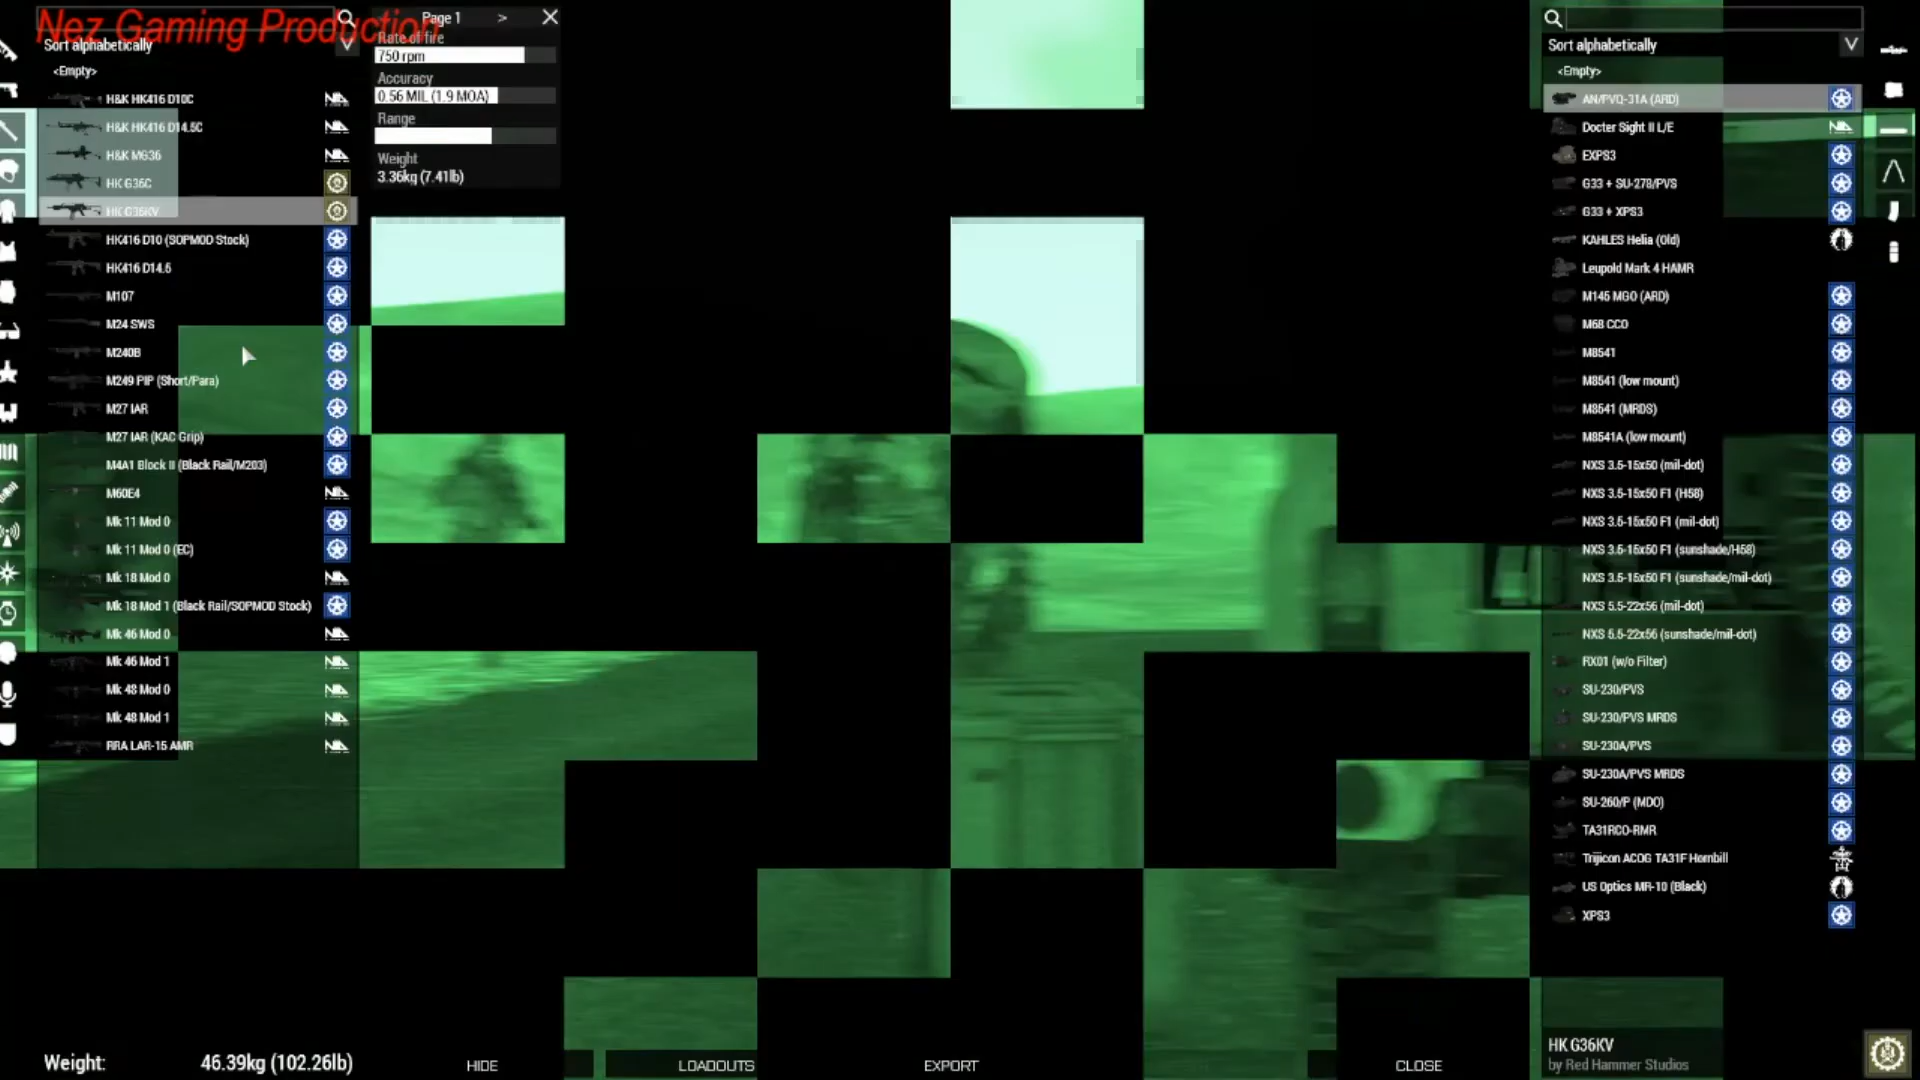 Nez Gaming Production
Sort alphabetically
<Empty>
H&K HK416 D10C
H&K HK416 D14.5C
H&K MG36
HK G36C
HK G36KV
HK416 D10 (SOPMOD Stock)
HK416 D14.5
M107
M24 SWS
M240B
M249 PIP (Short/Para)
M27 IAR
M27 IAR (KAC Grip)
M4A1 Block II (Black Rail/M203)
M60E4
Mk 11 Mod 0
Mk 11 Mod 0 (EC)
Mk 18 Mod 0
Mk 18 Mod 1 (Black Rail/SOPMOD Stock)
Mk 46 Mod 0
Mk 46 Mod 1
Mk 48 Mod 0
Mk 48 Mod 1
RRA LAR-15 AMR
Page 1 >
Rate of fire
750 rpm
Accuracy
0.56 MIL (1.9 MOA)
Range
Weight
3.36kg (7.41lb)
Sort alphabetically
<Empty>
AN/PVQ-31A (ARD)
Docter Sight II L/E
EXPS3
G33 + SU-278/PVS
G33 + XPS3
KAHLES Helia (Old)
Leupold Mark 4 HAMR
M145 MGO (ARD)
M68 CCO
M8541
M8541 (low mount)
M8541 (MRDS)
M8541A (low mount)
NXS 3.5-15x50 (mil-dot)
NXS 3.5-15x50 F1 (H58)
NXS 3.5-15x50 F1 (mil-dot)
NXS 3.5-15x50 F1 (sunshade/H58)
NXS 3.5-15x50 F1 (sunshade/mil-dot)
NXS 5.5-22x56 (mil-dot)
NXS 5.5-22x56 (sunshade/mil-dot)
RX01 (w/o Filter)
SU-230/PVS
SU-230/PVS MRDS
SU-230A/PVS
SU-230A/PVS MRDS
SU-260/P (MDO)
TA31RCO-RMR
Trijicon ACOG TA31F Hornbill
US Optics MR-10 (Black)
XPS3
Weight: 46.39kg (102.26lb)
HIDE
LOADOUTS
EXPORT
CLOSE
HK G36KV
by Red Hammer Studios